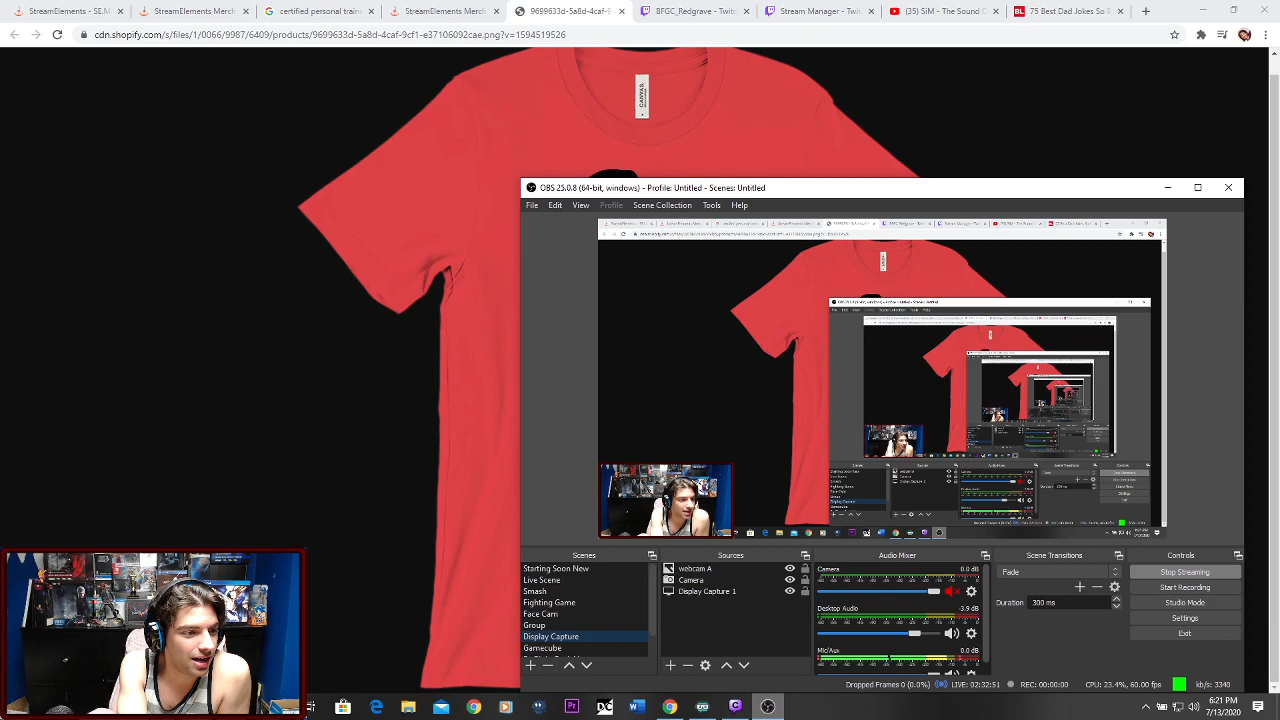 StreamElements - SE.M
StreamElements Merch
certified personal traine
StreamElements Merch
9699633d-5a8d-4caf-9
BFGC_Redgrave - Twitc
Stream Manager - Twit
(35) SiM - The Sound C
75 Best Dad Jokes So B
cdn.shopify.com/s/files/1/0066/9987/6409/products/9699633d-5a8d-4caf-9cf1-e37106092cae.png?v=1594519526
CANVAS
OBS 25.0.8 (64-bit, windows) - Profile: Untitled - Scenes: Untitled
File Edit View Profile Scene Collection Tools Help
Scenes
Starting Soon New
Live Scene
Smash
Fighting Game
Face Cam
Group
Display Capture
Gamecube
Sources
webcam A
Camera
Display Capture 1
Audio Mixer
Camera 0.0 dB
Desktop Audio -3.9 dB
Mic/Aux 0.0 dB
Scene Transitions
Fade
Duration 300 ms
Controls
Stop Streaming
Start Recording
Studio Mode
Settings
Exit
Dropped Frames 0 (0.0%) LIVE: 02:32:51 REC: 00:00:00 CPU: 23.4%, 60.00 fps kb/s: 3340
6:21 PM
7/13/2020